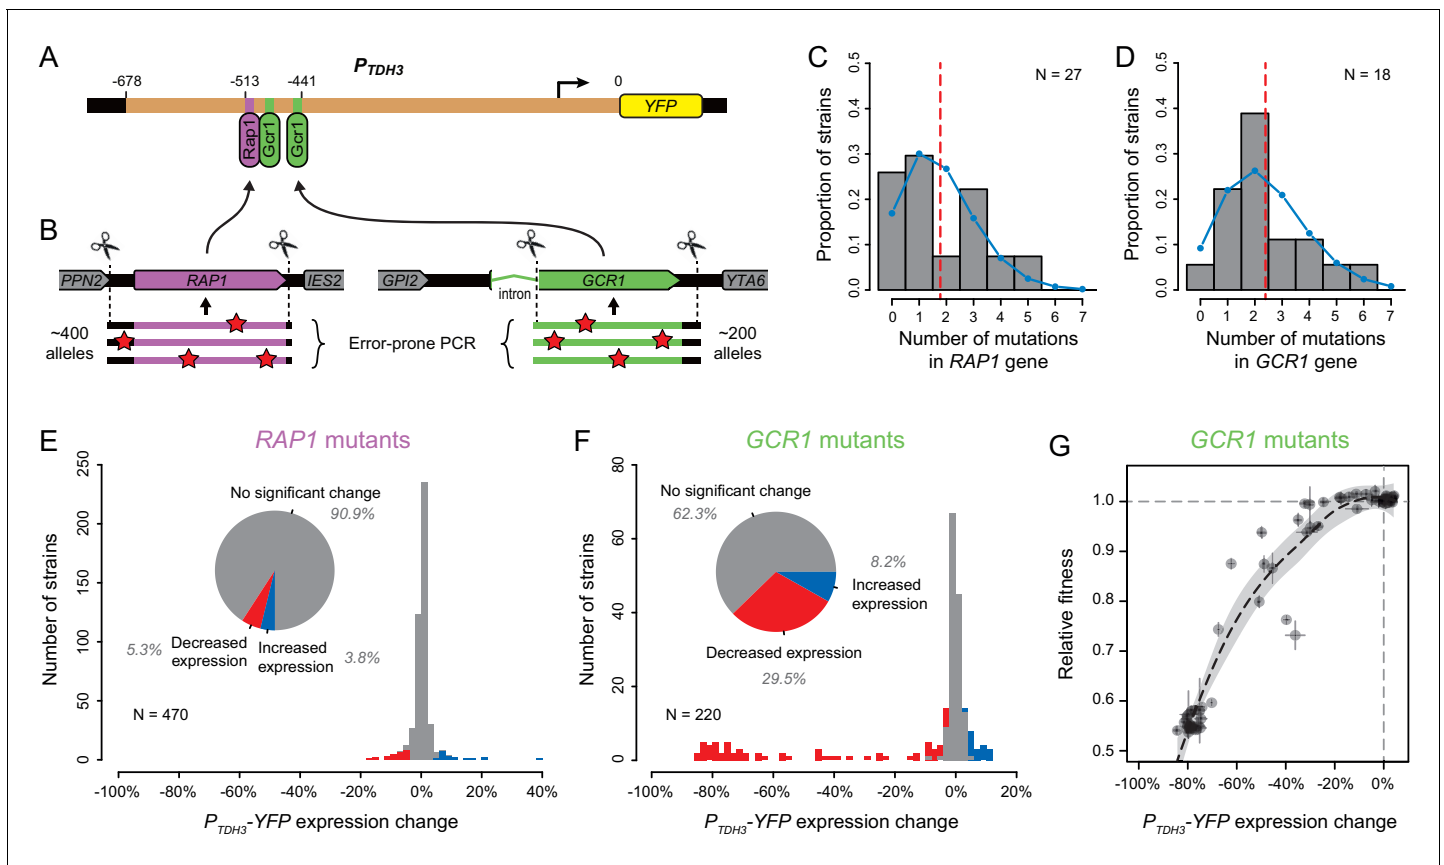 A
P_TDH3
-678
-513
-441
0
YFP
Rap1
Gcr1
Gcr1
B
PPN2
RAP1
IES2
GPI2
intron
GCR1
YTA6
~400
alleles
Error-prone PCR
~200
alleles
C
N = 27
Proportion of strains
0.0
0.1
0.2
0.3
0.4
0.5
0 1 2 3 4 5 6 7
Number of mutations
in RAP1 gene
D
N = 18
Proportion of strains
0.0
0.1
0.2
0.3
0.4
0.5
0 1 2 3 4 5 6 7
Number of mutations
in GCR1 gene
E
RAP1 mutants
Number of strains
0
50
100
150
200
250
No significant change
90.9%
5.3%
Decreased
expression
Increased
expression
3.8%
N = 470
-100% -80% -60% -40% -20% 0% 20% 40%
P_TDH3-YFP expression change
F
GCR1 mutants
Number of strains
0
20
40
60
80
No significant change
62.3%
8.2%
Increased
expression
Decreased expression
29.5%
N = 220
-100% -80% -60% -40% -20% 0% 20%
P_TDH3-YFP expression change
G
GCR1 mutants
Relative fitness
0.5
0.6
0.7
0.8
0.9
1.0
-100% -80% -60% -40% -20% 0%
P_TDH3-YFP expression change